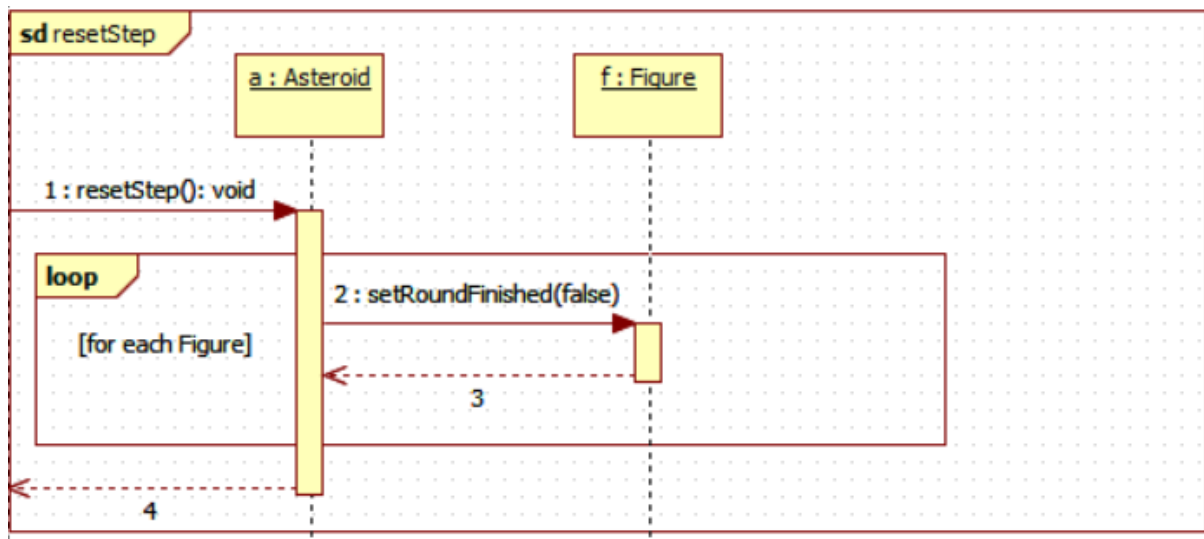 sd resetStep
a : Asteroid
f : Figure
1 : resetStep(): void
loop
2 : setRoundFinished(false)
[for each Figure]
3
4